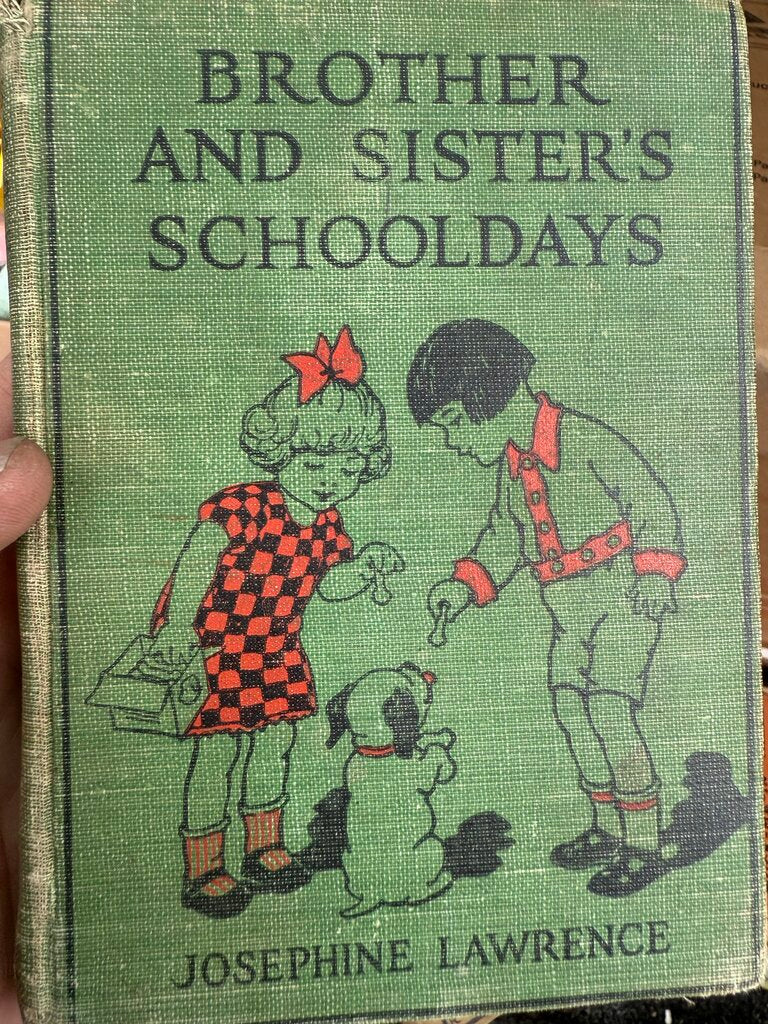 BROTHER
AND SISTER'S
SCHOOLDAYS
JOSEPHINE LAWRENCE